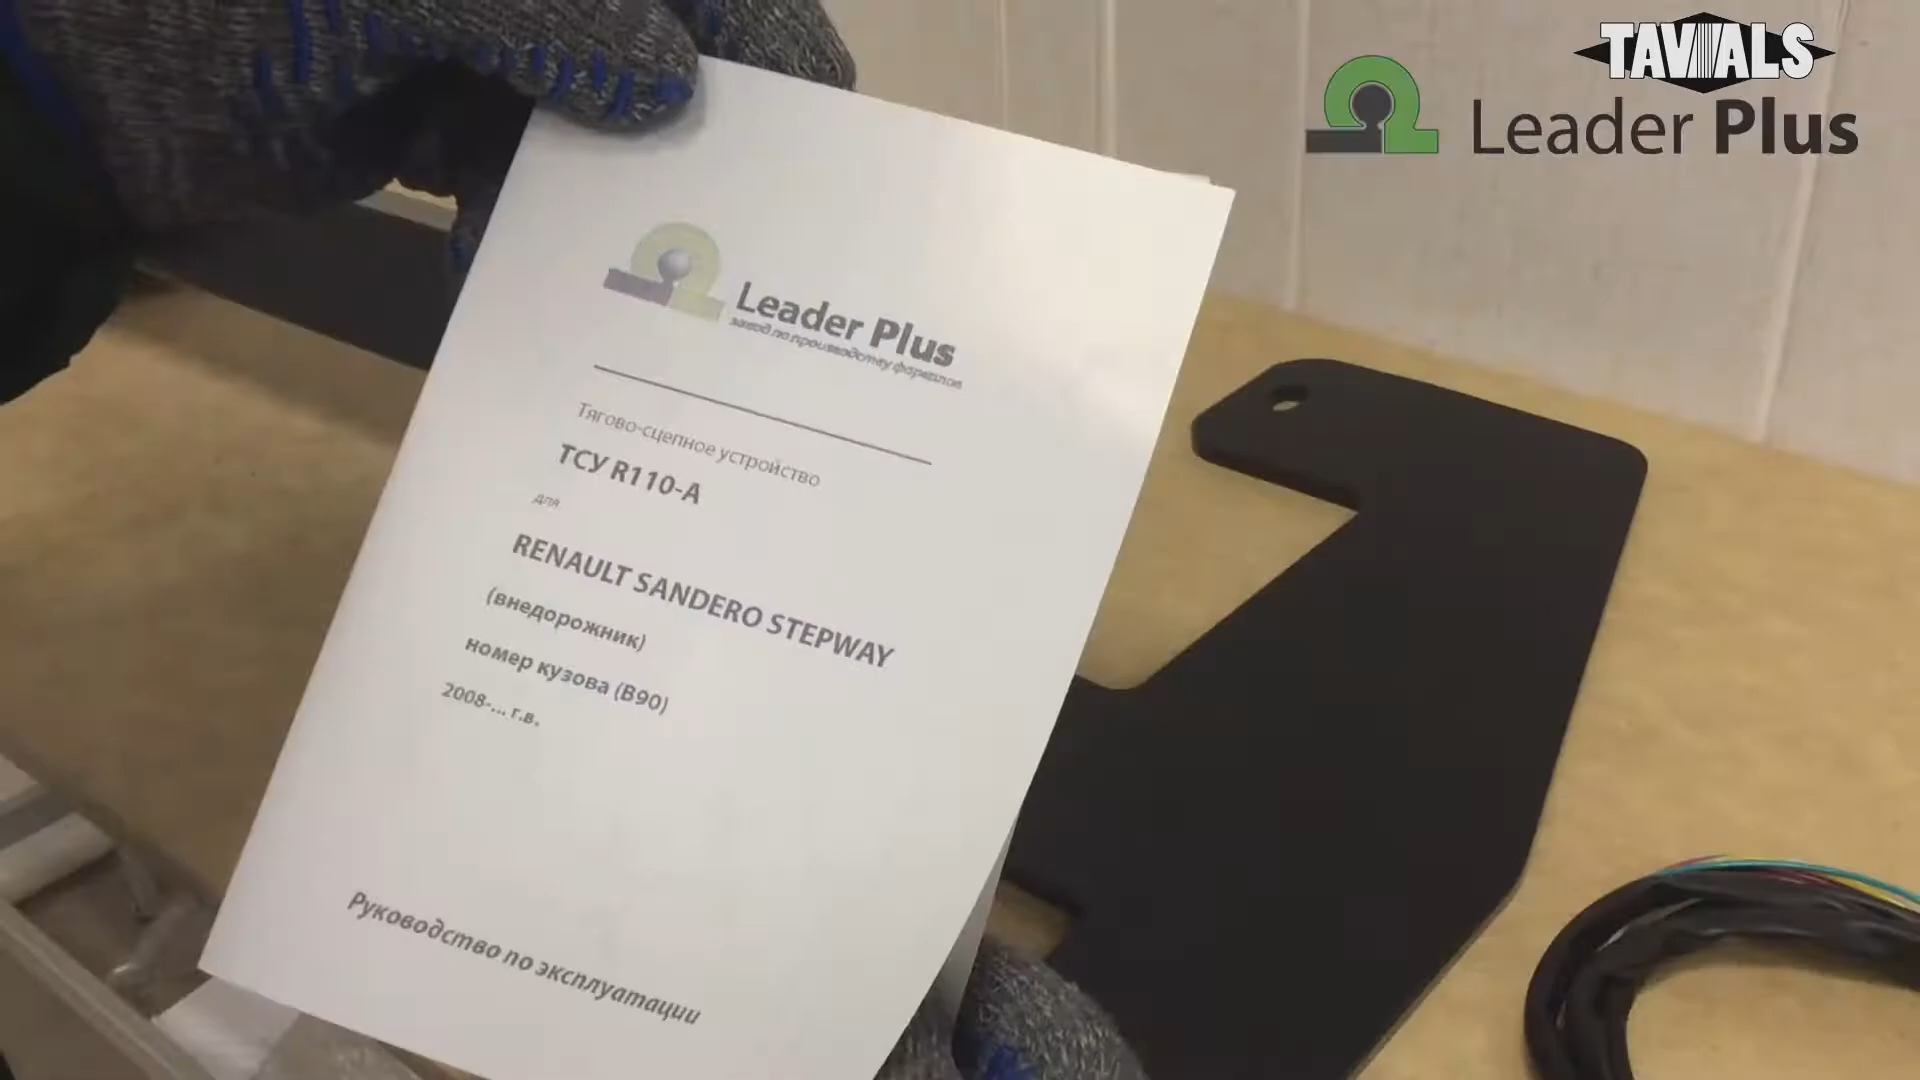 TAVIALS
Leader Plus
Leader Plus
завод по производству фаркопов
Тягово-сцепное устройство
ТСУ R110-A
для
RENAULT SANDERO STEPWAY
(внедорожник)
номер кузова (B90)
2008-... г.в.
Руководство по эксплуатации